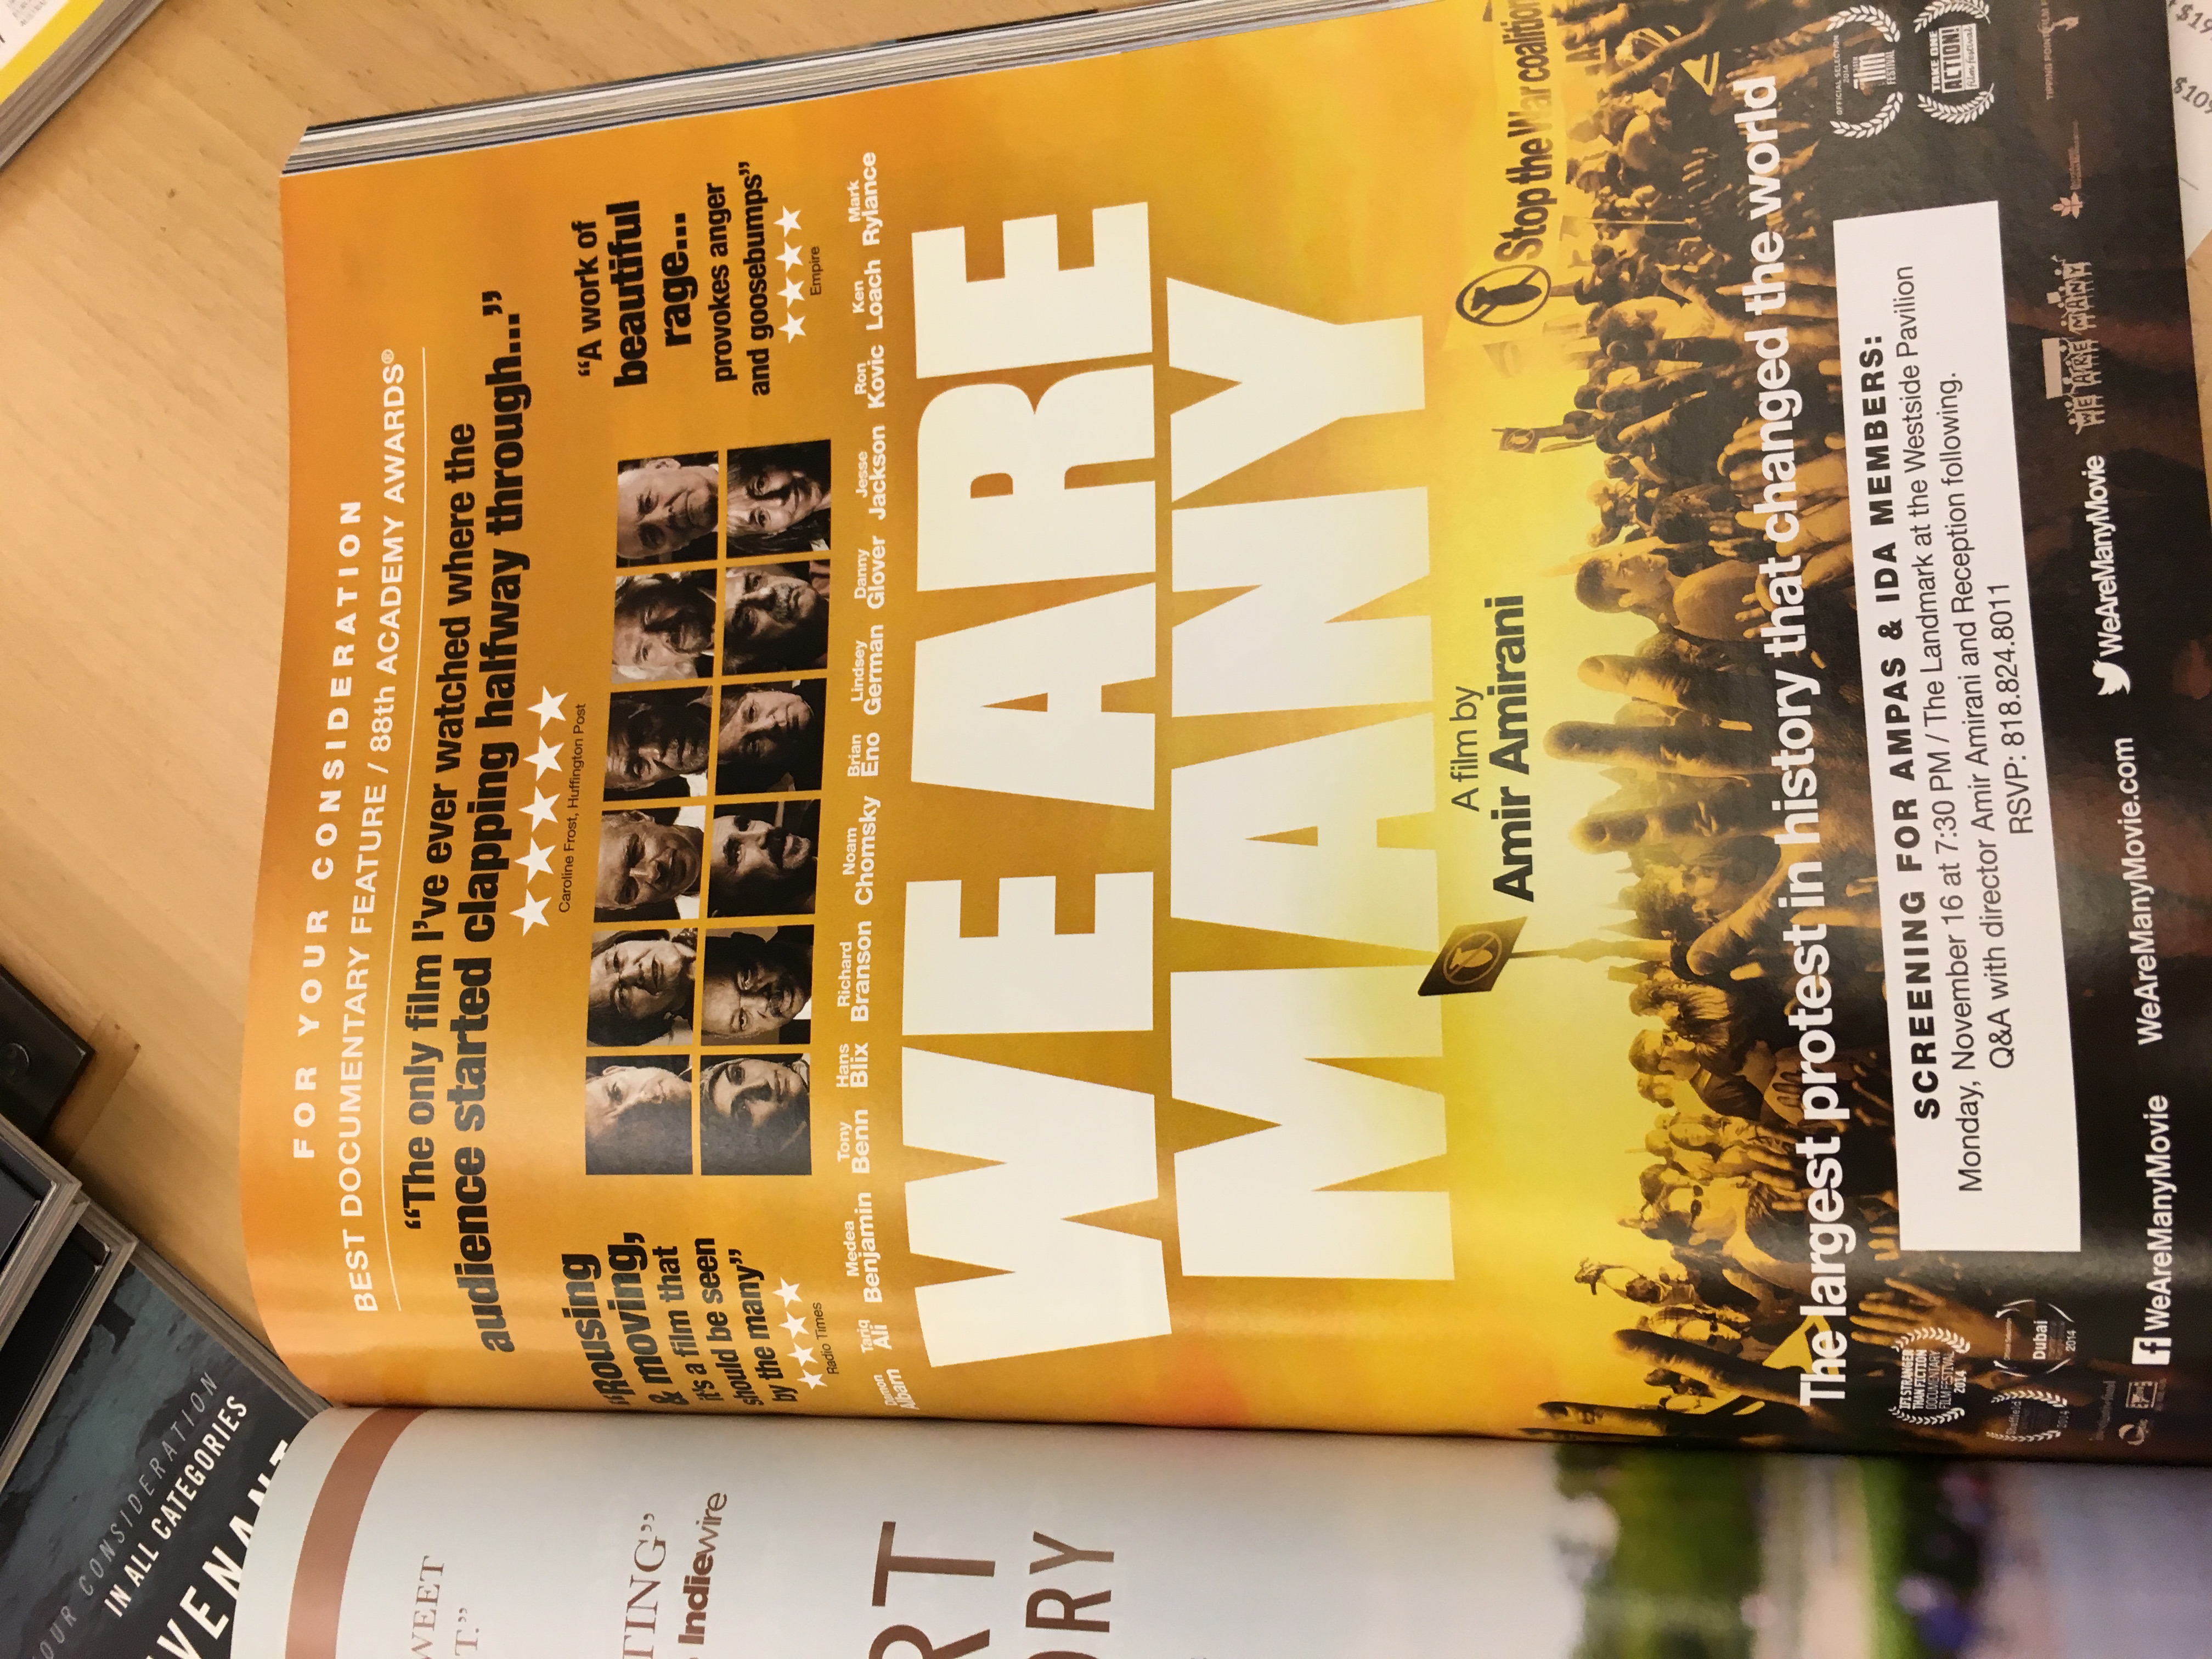 OUR CONSIDERATION
IN ALL CATEGORIES
VENANT
WEET
T.”
TING”
Indiewire
RT
ORY
FOR YOUR CONSIDERATION
BEST DOCUMENTARY FEATURE / 88th ACADEMY AWARDS®
“The only film I’ve ever watched where the
audience started clapping halfway through...”
Caroline Frost, Huffington Post
“Rousing
& moving,
it’s a film that
should be seen
by the many”
Radio Times
“A work of
beautiful
rage...
provokes anger
and goosebumps”
Empire
Damon Albarn
Tariq Ali
Medea Benjamin
Tony Benn
Hans Blix
Richard Branson
Noam Chomsky
Brian Eno
Lindsey German
Danny Glover
Jesse Jackson
Ron Kovic
Ken Loach
Mark Rylance
WE ARE
MANY
A film by
Amir Amirani
Stop the War coalition
The largest protest in history that changed the world
SCREENING FOR AMPAS & IDA MEMBERS:
Monday, November 16 at 7:30 PM / The Landmark at the Westside Pavilion
Q&A with director Amir Amirani and Reception following.
RSVP: 818.824.8011
IFI STRANGER
THAN FICTION
DOCUMENTARY
FILM FESTIVAL
2014
Sheffield
2014
Official Selection
Dubai
2014
OFFICIAL SELECTION
2014
film
FESTIVAL
TAKE ONE
ACTION!
film festival
WeAreManyMovie
WeAreManyMovie.com
WeAreManyMovie
WE ARE MANY
TIPPING POINT FILM F